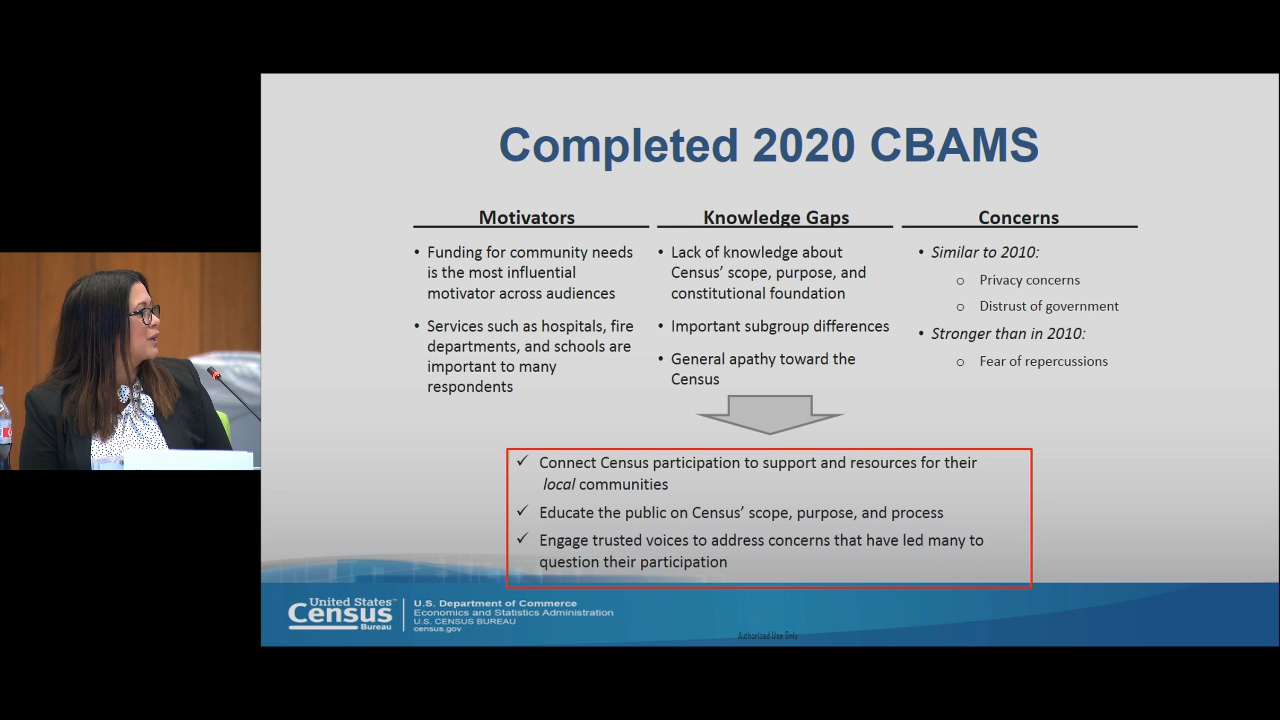 Completed 2020 CBAMS
Motivators
• Funding for community needs
is the most influential
motivator across audiences
• Services such as hospitals, fire
departments, and schools are
important to many
respondents
Knowledge Gaps
• Lack of knowledge about
Census’ scope, purpose, and
constitutional foundation
• Important subgroup differences
• General apathy toward the
Census
Concerns
• Similar to 2010:
o Privacy concerns
o Distrust of government
• Stronger than in 2010:
o Fear of repercussions
✓ Connect Census participation to support and resources for their
local communities
✓ Educate the public on Census’ scope, purpose, and process
✓ Engage trusted voices to address concerns that have led many to
question their participation
United States™
Census
Bureau
U.S. Department of Commerce
Economics and Statistics Administration
U.S. CENSUS BUREAU
census.gov
Authorized Use Only